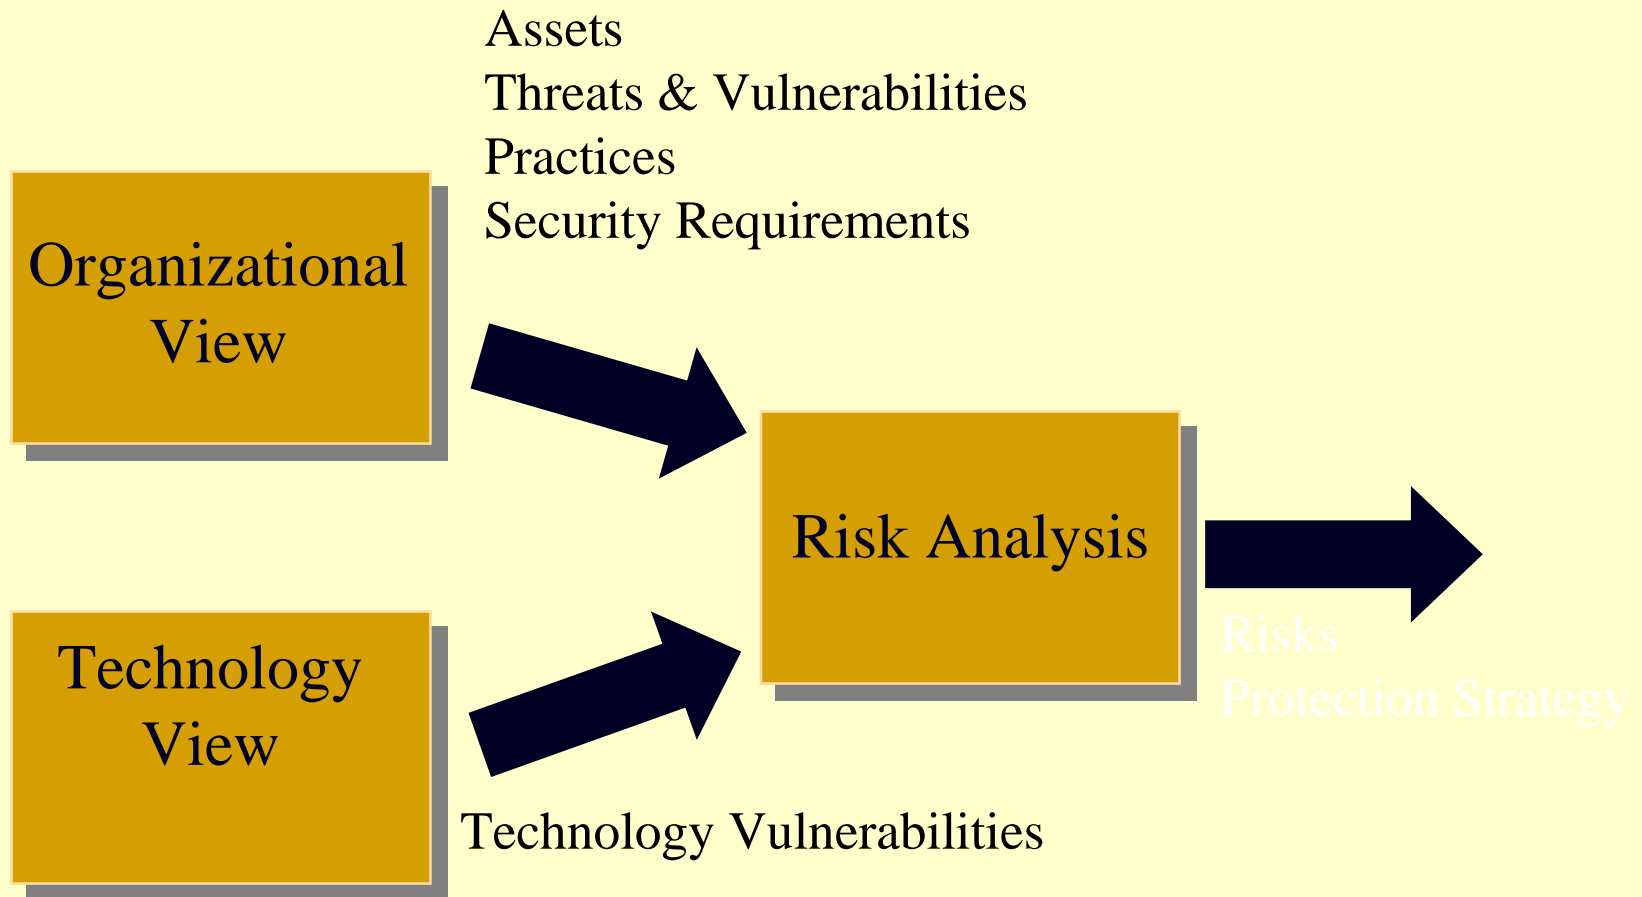 Assets
Threats & Vulnerabilities
Practices
Security Requirements
Organizational
View
Risk Analysis
Risks
Protection Strategy
Technology
View
Technology Vulnerabilities